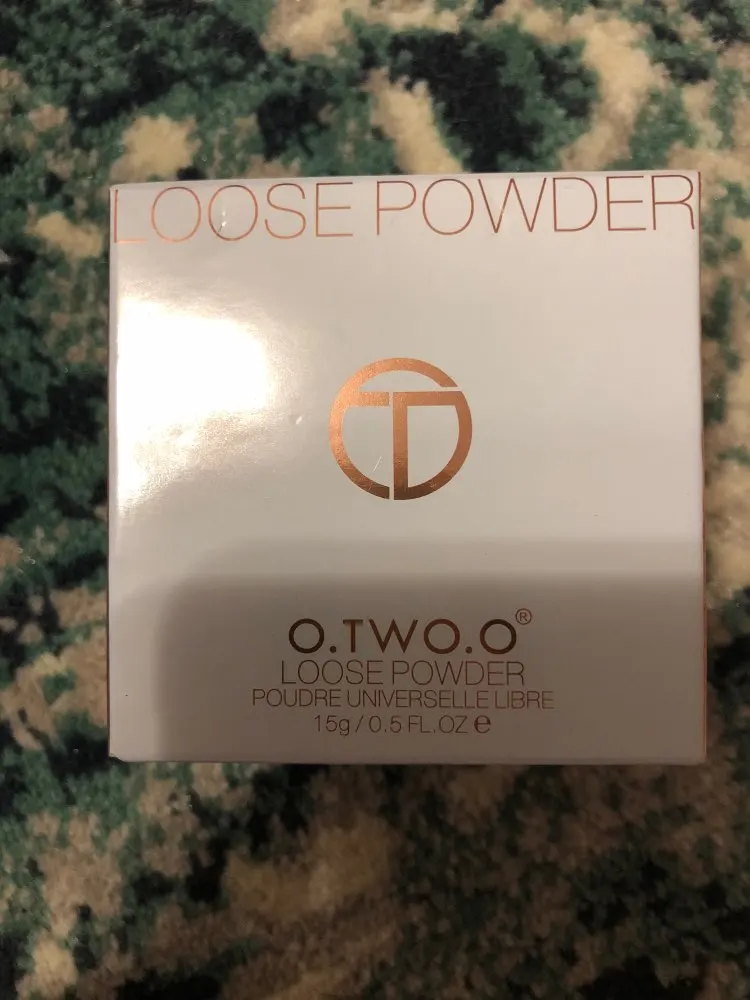 LOOSE POWDER
O.TWO.O®
LOOSE POWDER
POUDRE UNIVERSELLE LIBRE
15g / 0.5 FL.OZ ℮